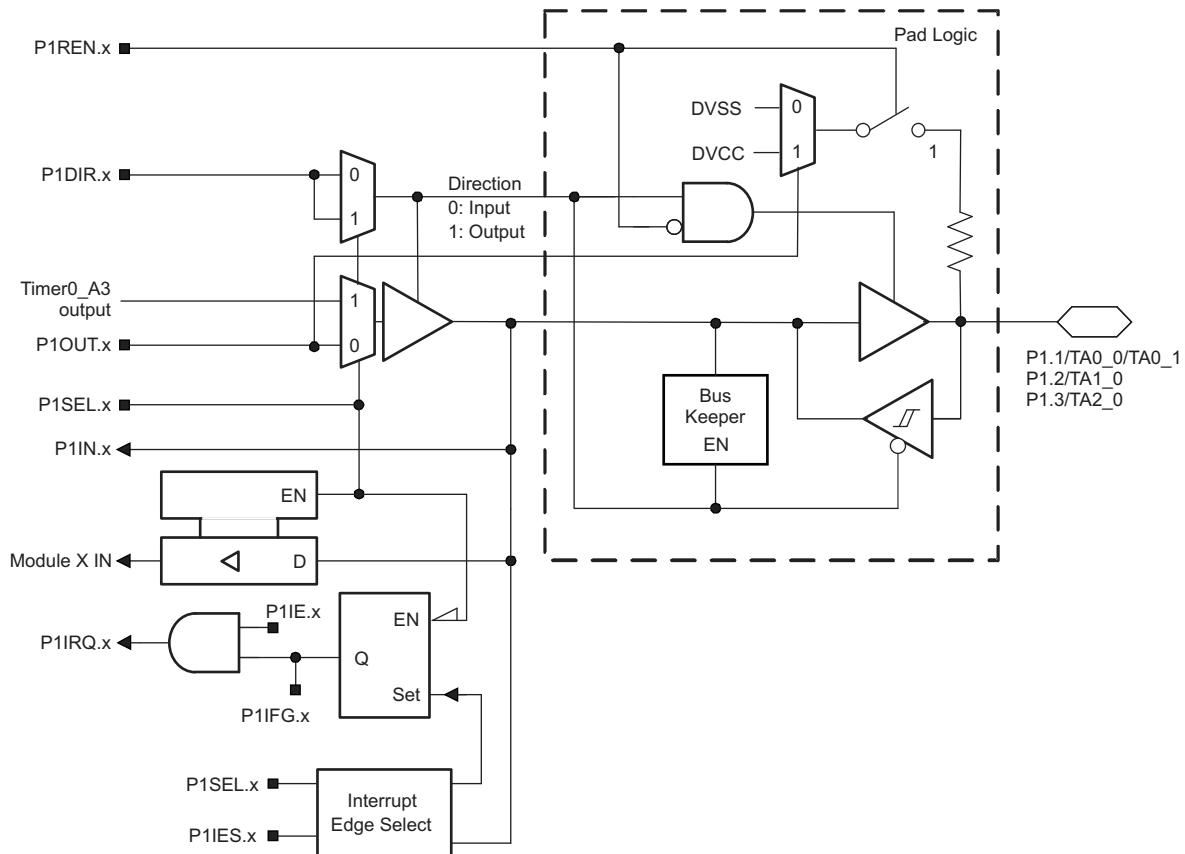 Pad Logic
P1REN.x
DVSS
0
DVCC
1
1
P1DIR.x
0
1
Direction
0: Input
1: Output
Timer0_A3
output
1
P1OUT.x
0
P1.1/TA0_0/TA0_1
P1.2/TA1_0
P1.3/TA2_0
P1SEL.x
Bus
Keeper
EN
P1IN.x
EN
Module X IN
D
P1IE.x
EN
P1IRQ.x
Q
Set
P1IFG.x
P1SEL.x
Interrupt
Edge Select
P1IES.x